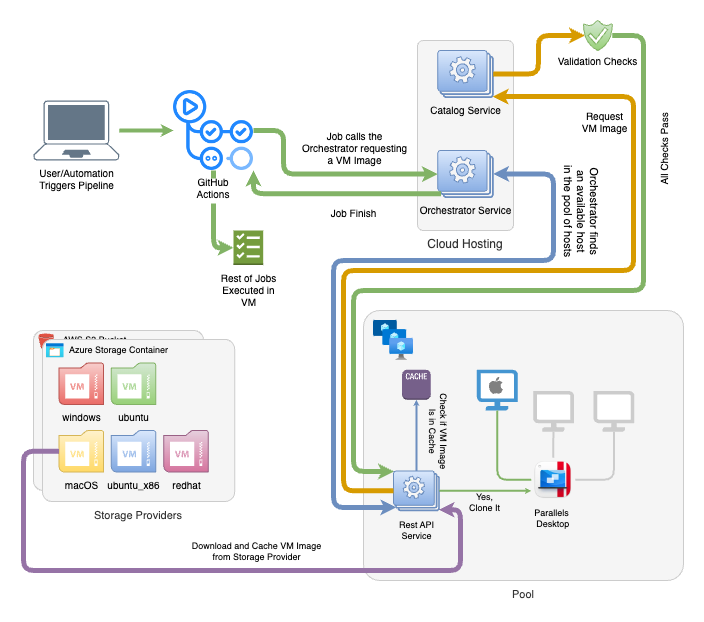 Validation Checks
Catalog Service
Request
VM Image
All Checks Pass
User/Automation
Triggers Pipeline
GitHub
Actions
Job calls the
Orchestrator requesting
a VM Image
Job Finish
Orchestrator Service
Cloud Hosting
Orchestrator finds
an available host
in the pool of hosts
Rest of Jobs
Executed in
VM
AWS S3 Bucket
Azure Storage Container
VM
VM
windows
ubuntu
VM
VM
VM
macOS
ubuntu_x86
redhat
Storage Providers
CACHE
Check if VM Image
Is in Cache
Yes,
Clone It
Rest API
Service
Parallels
Desktop
Download and Cache VM Image
from Storage Provider
Pool